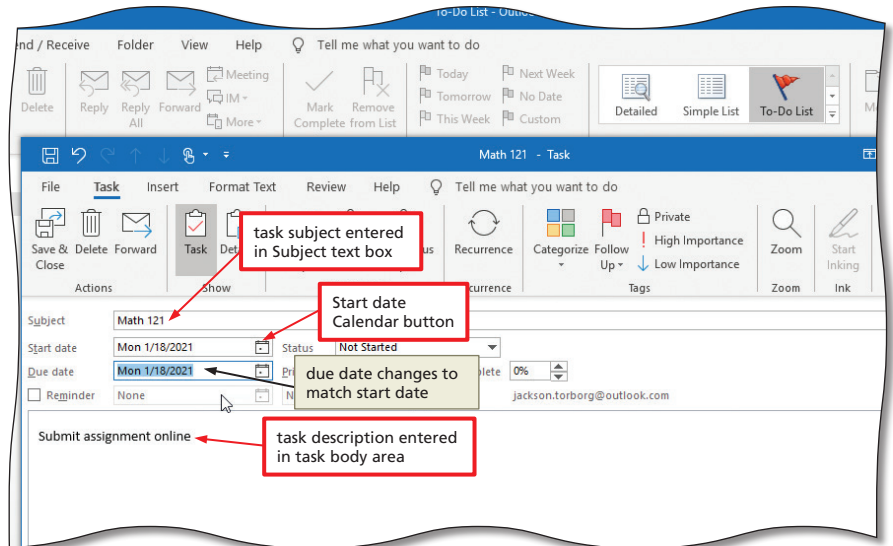 To-Do List - Outl
nd / Receive Folder View Help Tell me what you want to do
Meeting Today Next Week
IM Tomorrow No Date
More This Week Custom
Delete Reply Reply All Forward Mark Complete Remove from List Detailed Simple List To-Do List
Math 121 - Task
File Task Insert Format Text Review Help Tell me what you want to do
Private
High Importance
Low Importance
Save & Close Delete Forward Task Recurrence Categorize Follow Up Zoom Start Inking
Actions Show Tags Zoom Ink
task subject entered
in Subject text box
Start date
Calendar button
Subject Math 121
Start date Mon 1/18/2021 Status Not Started
Due date Mon 1/18/2021 0%
due date changes to
match start date
Reminder None jackson.torborg@outlook.com
Submit assignment online
task description entered
in task body area